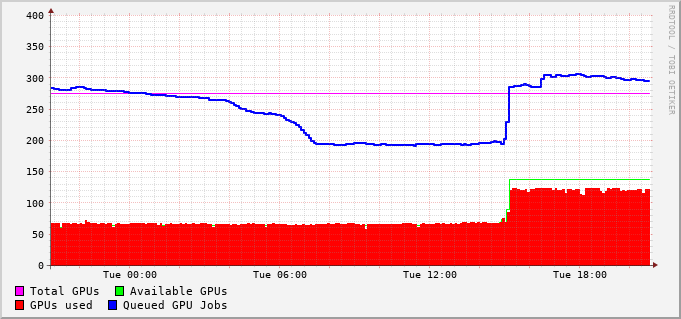 RRDTOOL / TOBI OETIKER
400
350
300
250
200
150
100
50
0
Tue 00:00 Tue 06:00 Tue 12:00 Tue 18:00
Total GPUs Available GPUs
GPUs used Queued GPU Jobs